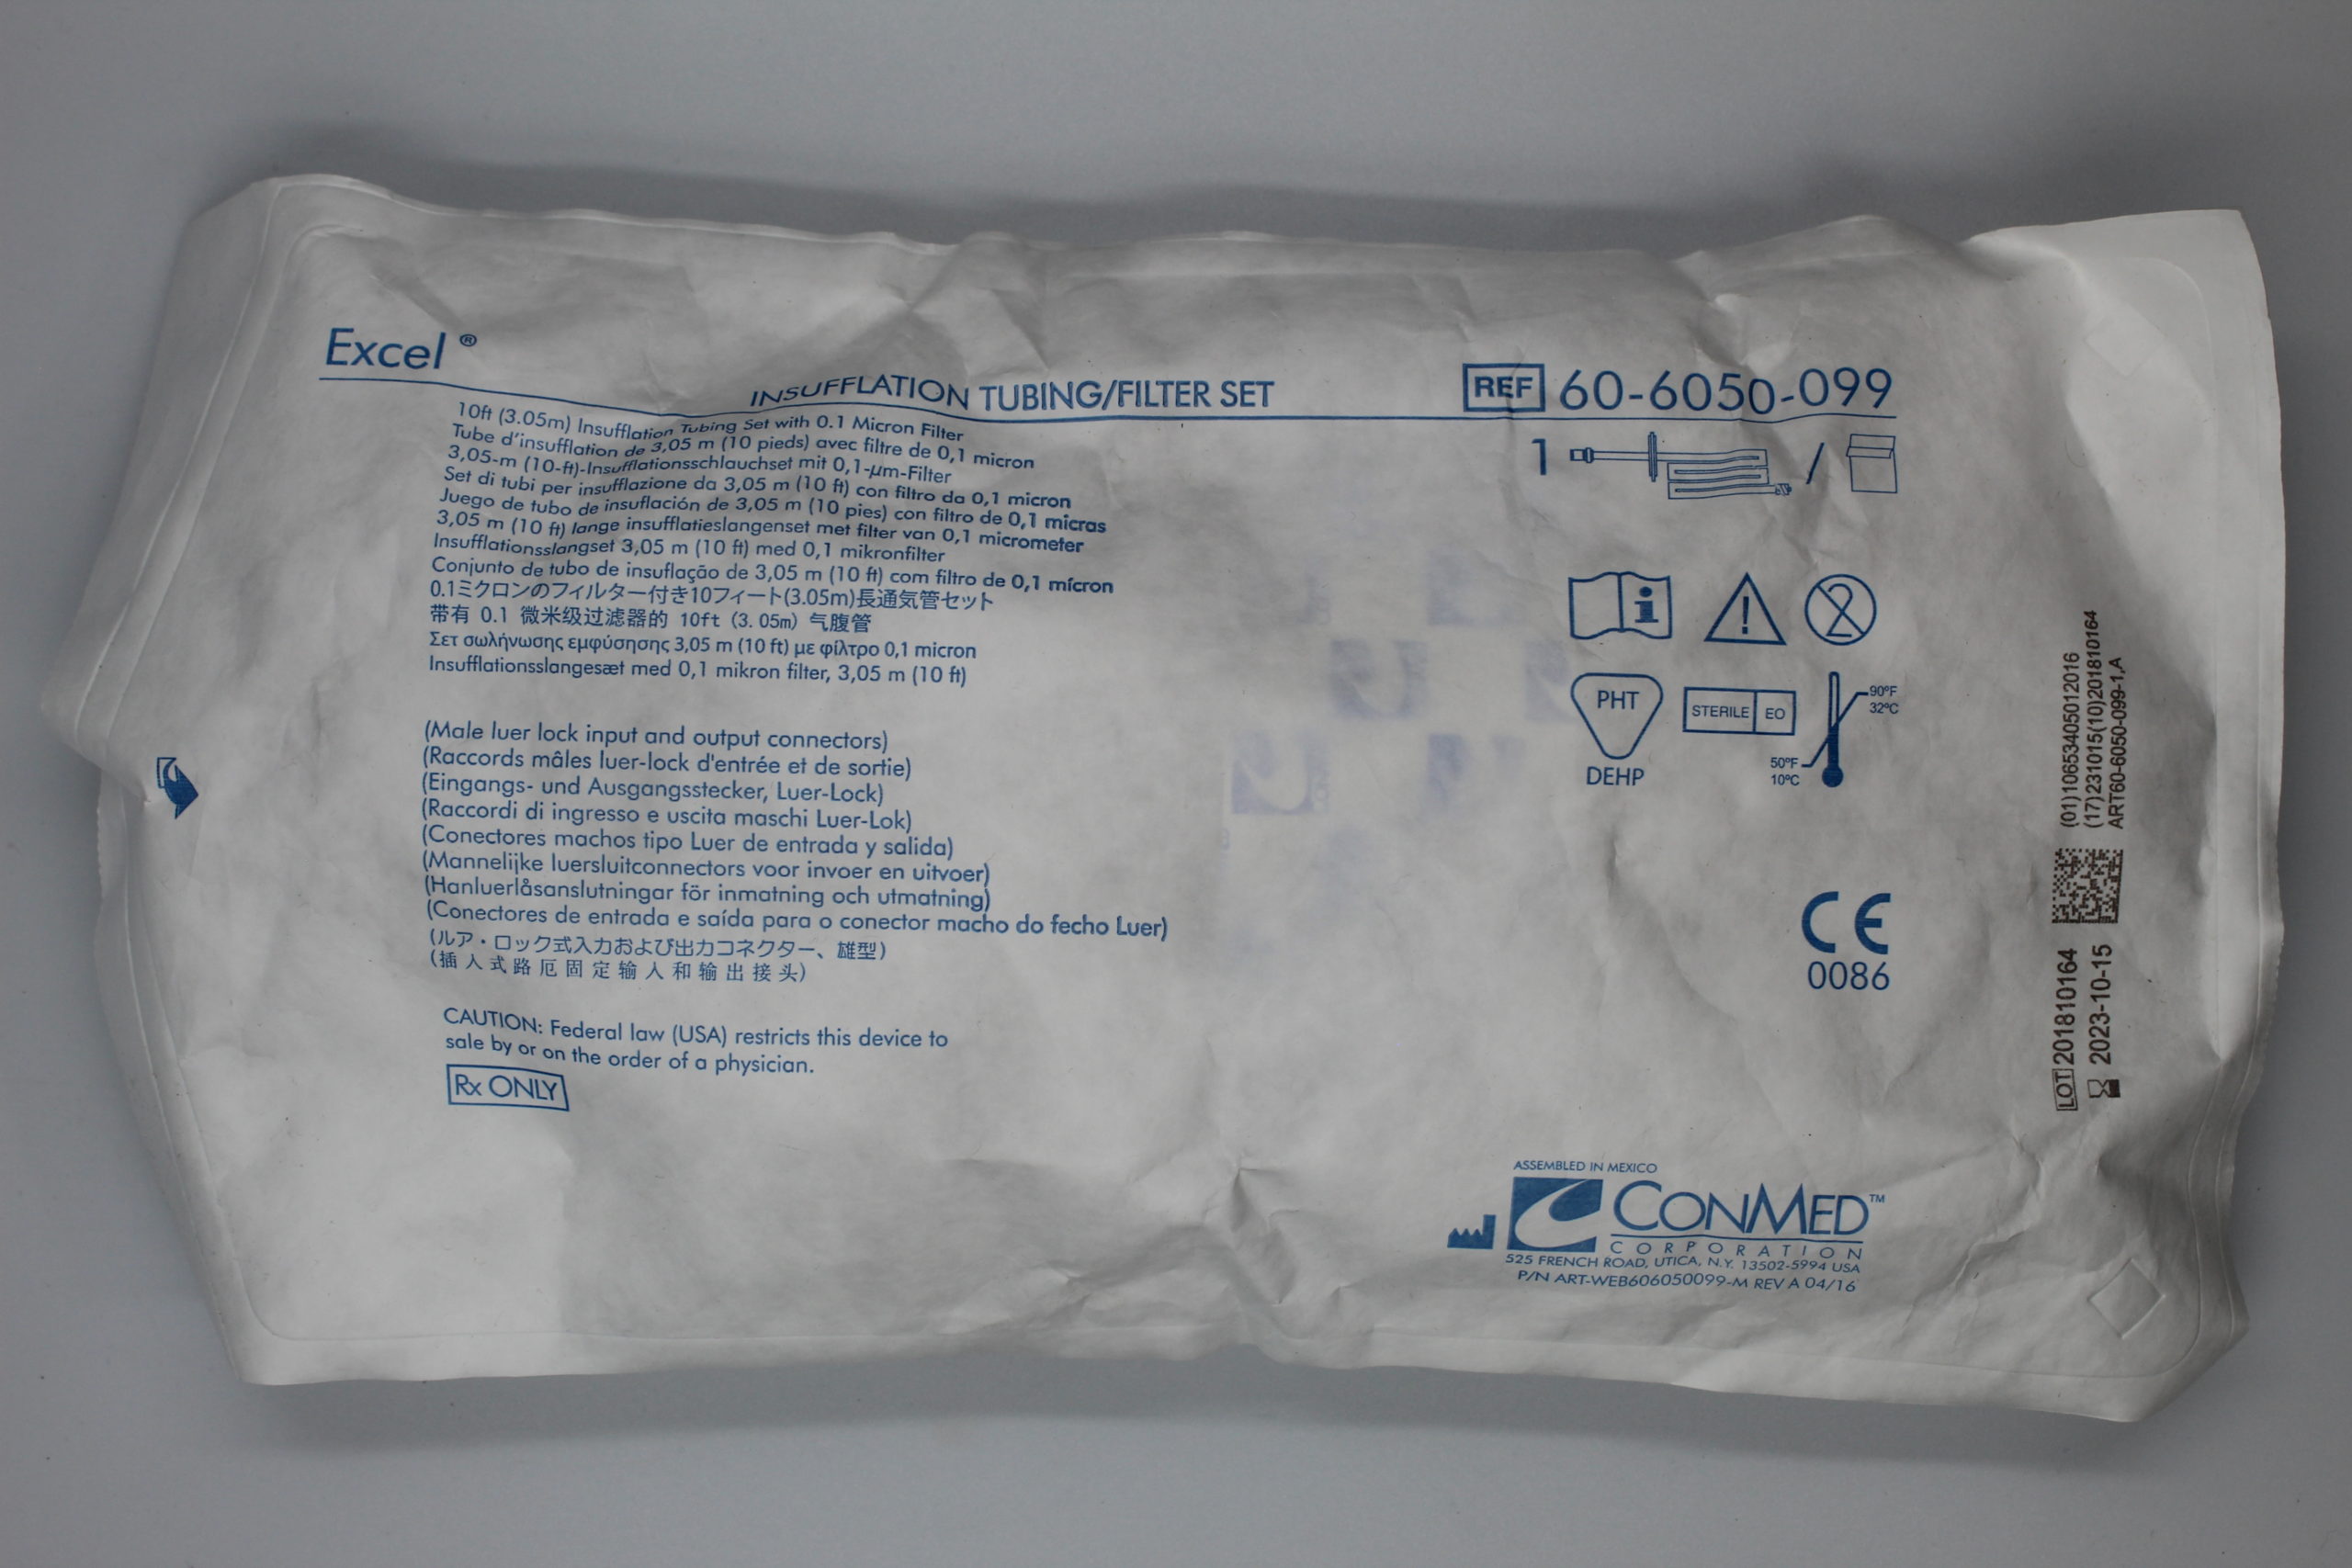 Excel ®
INSUFFLATION TUBING/FILTER SET
REF 60-6050-099
10ft (3.05m) Insufflation Tubing Set with 0.1 Micron Filter
Tube d'insufflation de 3,05 m (10 pieds) avec filtre de 0,1 micron
3,05-m (10-ft)-Insufflationsschlauchset mit 0,1-µm-Filter
Set di tubi per insufflazione da 3,05 m (10 ft) con filtro da 0,1 micron
Juego de tubo de insuflación de 3,05 m (10 pies) con filtro de 0,1 micras
3,05 m (10 ft) lange insufflatieslangenset met filter van 0,1 micrometer
Insufflationsslangset 3,05 m (10 ft) med 0,1 mikronfilter
Conjunto de tubo de insuflação de 3,05 m (10 ft) com filtro de 0,1 mícron
0.1ミクロンのフィルター付き10フィート(3.05m)長通気管セット
带有 0.1 微米级过滤器的 10ft (3.05m) 气腹管
Σετ σωλήνωσης εμφύσησης 3,05 m (10 ft) με φίλτρο 0,1 micron
Insufflationsslangesæt med 0,1 mikron filter, 3,05 m (10 ft)
(Male luer lock input and output connectors)
(Raccords mâles luer-lock d'entrée et de sortie)
(Eingangs- und Ausgangsstecker, Luer-Lock)
(Raccordi di ingresso e uscita maschi Luer-Lok)
(Conectores machos tipo Luer de entrada y salida)
(Mannelijke luersluitconnectors voor invoer en uitvoer)
(Hanluerlåsanslutningar för inmatning och utmatning)
(Conectores de entrada e saída para o conector macho do fecho Luer)
(ルア・ロック式入力および出力コネクター、雄型)
(插入式路厄固定输入和输出接头)
CAUTION: Federal law (USA) restricts this device to
sale by or on the order of a physician.
Rx ONLY
1 /
2
PHT
DEHP
STERILE EO
90°F
32°C
50°F
10°C
CE
0086
ASSEMBLED IN MEXICO
CONMED™
CORPORATION
525 FRENCH ROAD, UTICA, N.Y. 13502-5994 USA
P/N ART-WEB606050099-M REV A 04/16
(01)10653405012016
(17)231015(10)201810164
ART60-6050-099-1,A
LOT 201810164
2023-10-15